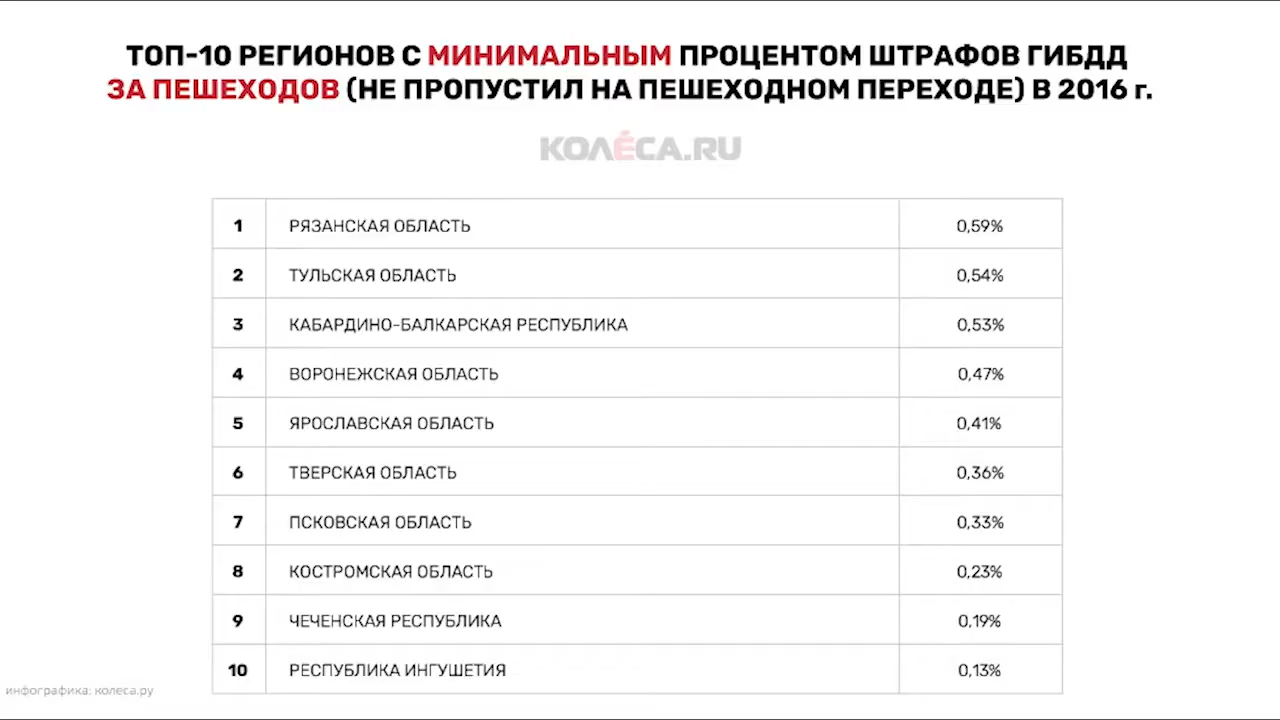 ТОП-10 РЕГИОНОВ С МИНИМАЛЬНЫМ ПРОЦЕНТОМ ШТРАФОВ ГИБДД
ЗА ПЕШЕХОДОВ (НЕ ПРОПУСТИЛ НА ПЕШЕХОДНОМ ПЕРЕХОДЕ) В 2016 г.
КОЛЁСА.RU
1 РЯЗАНСКАЯ ОБЛАСТЬ 0,59%
2 ТУЛЬСКАЯ ОБЛАСТЬ 0,54%
3 КАБАРДИНО-БАЛКАРСКАЯ РЕСПУБЛИКА 0,53%
4 ВОРОНЕЖСКАЯ ОБЛАСТЬ 0,47%
5 ЯРОСЛАВСКАЯ ОБЛАСТЬ 0,41%
6 ТВЕРСКАЯ ОБЛАСТЬ 0,36%
7 ПСКОВСКАЯ ОБЛАСТЬ 0,33%
8 КОСТРОМСКАЯ ОБЛАСТЬ 0,23%
9 ЧЕЧЕНСКАЯ РЕСПУБЛИКА 0,19%
10 РЕСПУБЛИКА ИНГУШЕТИЯ 0,13%
инфографика: колеса.ру